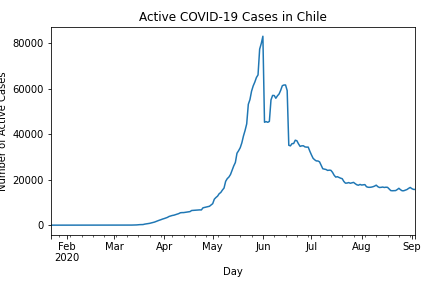 Active COVID-19 Cases in Chile
Number of Active Cases
80000
60000
40000
20000
0
Feb Mar Apr May Jun Jul Aug Sep
2020
Day